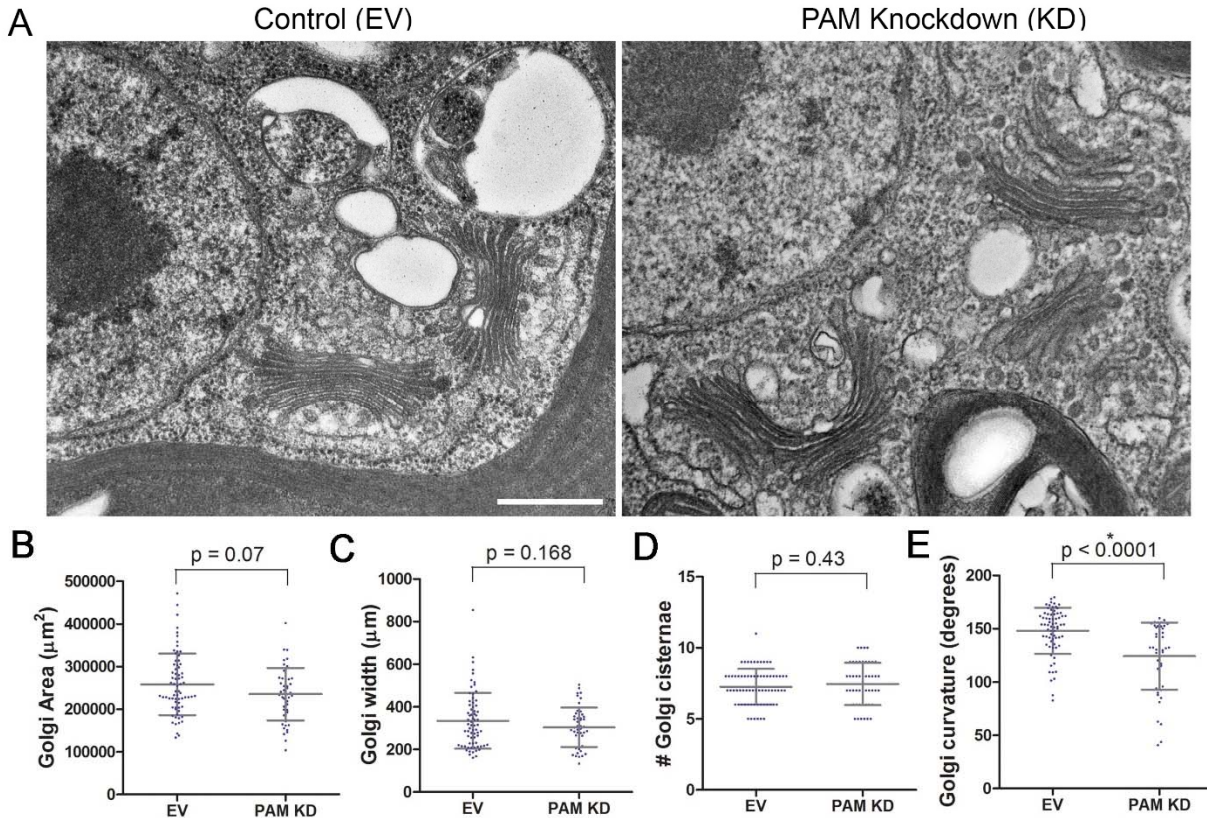 A
Control (EV)
PAM Knockdown (KD)
B
p = 0.07
Golgi Area (μm²)
500000
400000
300000
200000
100000
0
EV
PAM KD
C
p = 0.168
Golgi width (μm)
1000
800
600
400
200
0
EV
PAM KD
D
p = 0.43
# Golgi cisternae
15
10
5
0
EV
PAM KD
E
*
p < 0.0001
Golgi curvature (degrees)
200
150
100
50
0
EV
PAM KD